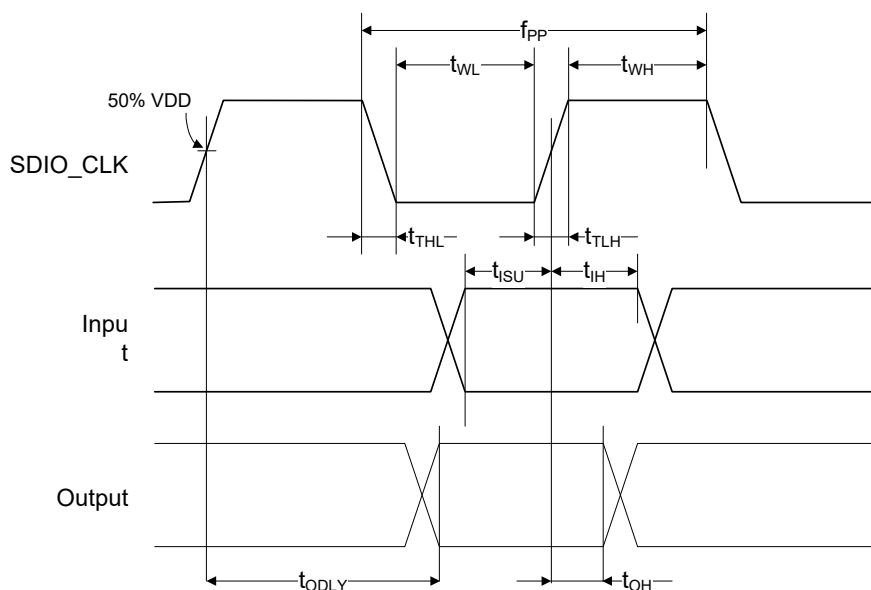 fPP
tWL
tWH
50% VDD
SDIO_CLK
tTHL
tTLH
tISU
tIH
Inpu
t
Output
tODLY
tOH